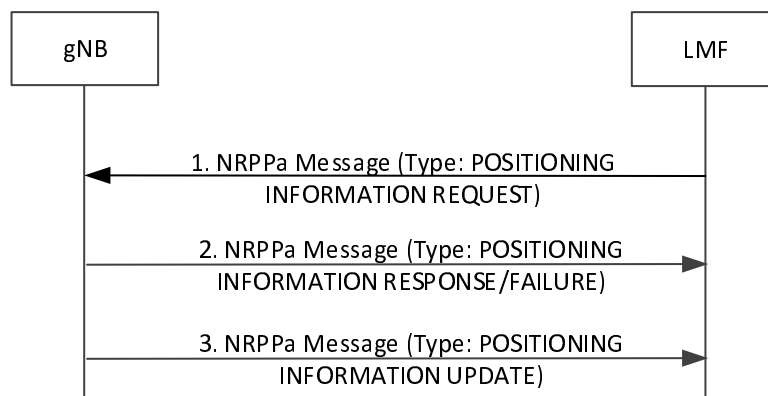 gNB
LMF
1. NRPPa Message (Type: POSITIONING
INFORMATION REQUEST)
2. NRPPa Message (Type: POSITIONING
INFORMATION RESPONSE/FAILURE)
3. NRPPa Message (Type: POSITIONING
INFORMATION UPDATE)